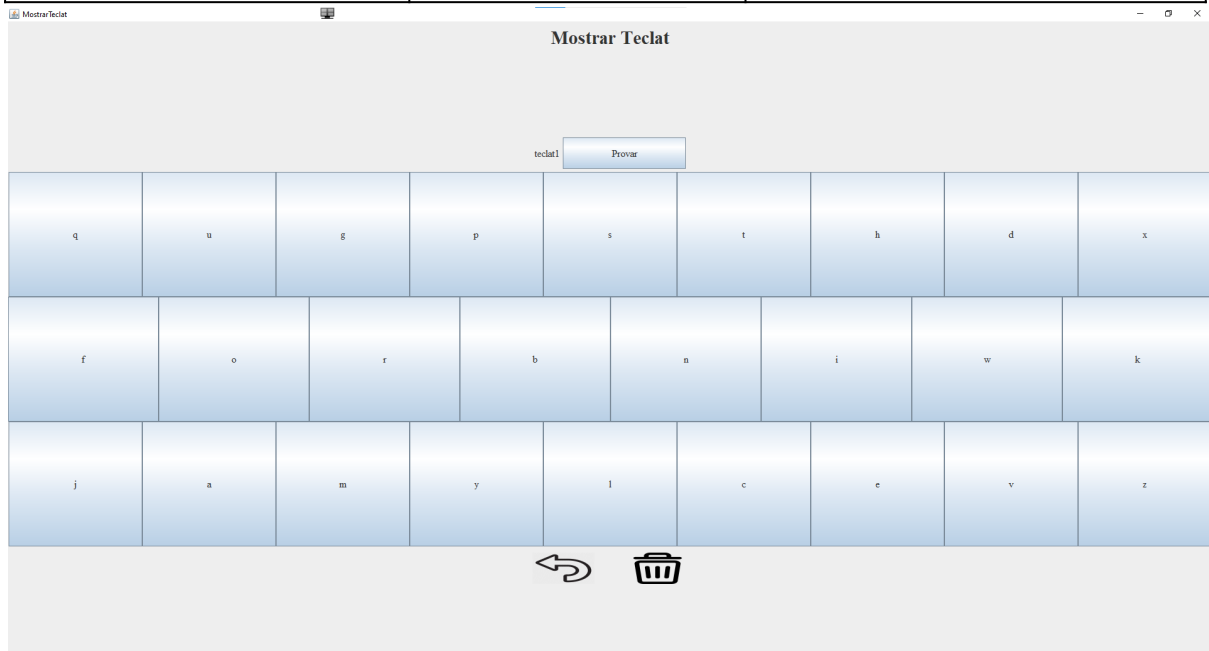 MostrarTeclat
Mostrar Teclat
teclat1 Provar
q u g p s t h d x
f o r b n i w k
j a m y l c e v z